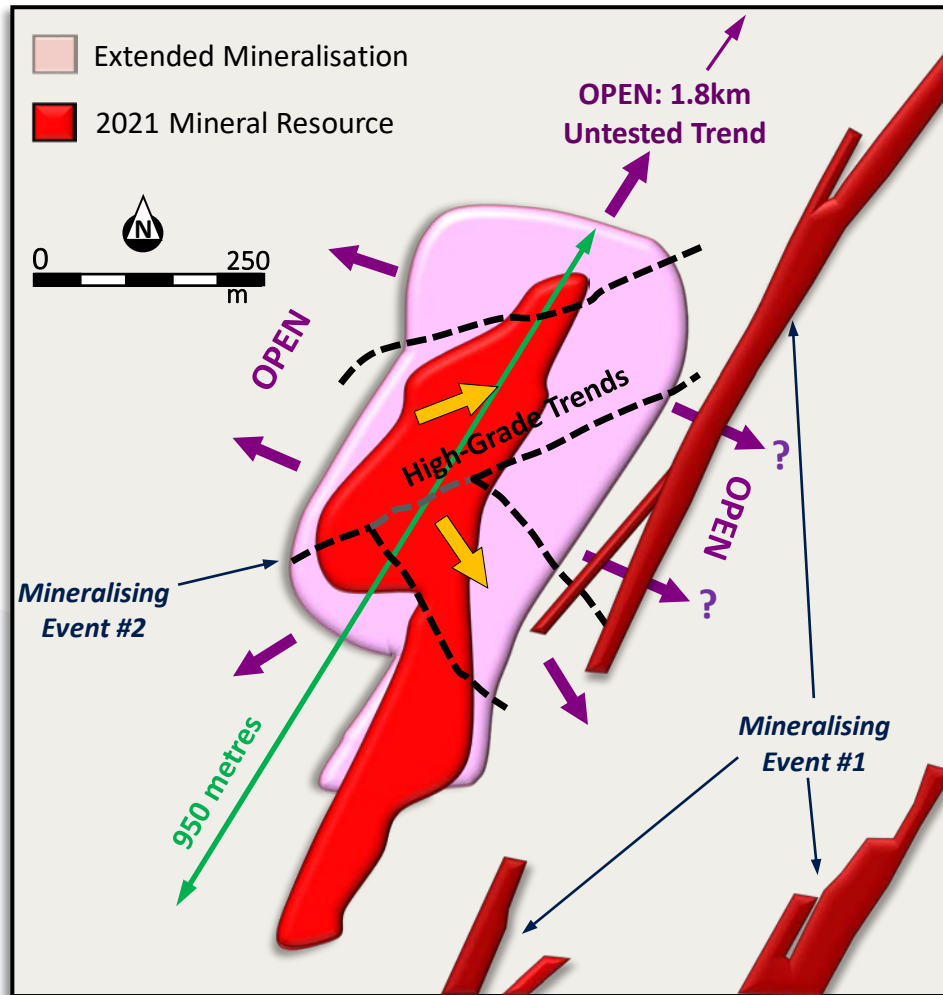 Extended Mineralisation
2021 Mineral Resource
N
0
250
m
OPEN: 1.8km
Untested Trend
OPEN
High-Grade Trends
?
OPEN
?
Mineralising
Event #2
950 metres
Mineralising
Event #1